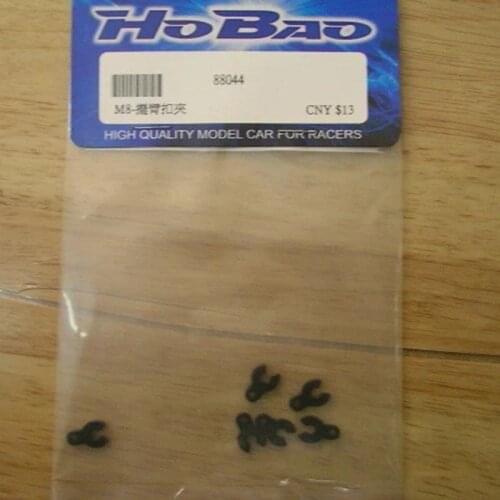 HOBAO
88044
M8-擺臂扣夾 CNY $13
HIGH QUALITY MODEL CAR FOR RACERS